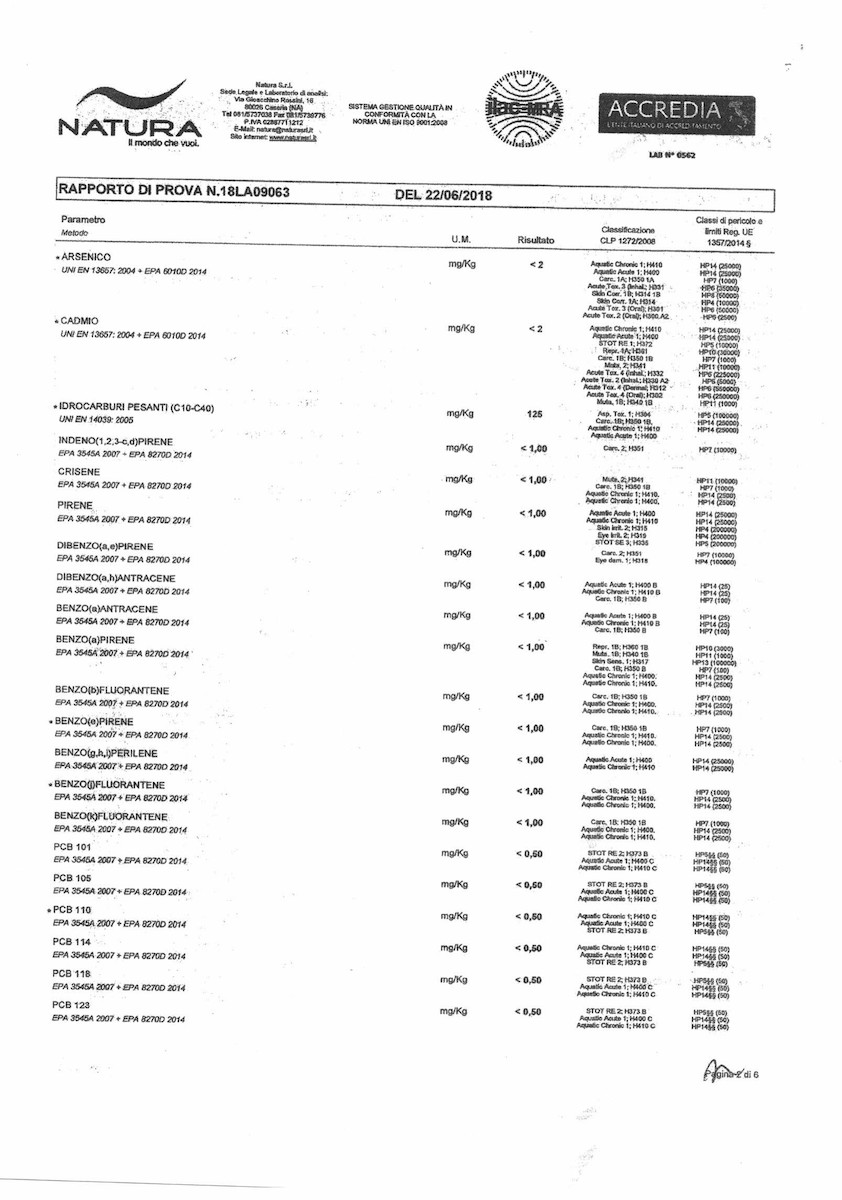 NATURA
Il mondo che vuoi.
Natura S.r.l.
Sede Legale e Laboratorio di analisi:
Via Gioacchino Rossini, 16
80026 Casoria (NA)
Tel 081/5737038 Fax 081/5738776
P.IVA 02887711212
E-Mail: natura@naturasrl.it
Sito internet: www.naturasrl.it
SISTEMA GESTIONE QUALITÀ IN
CONFORMITÀ CON LA
NORMA UNI EN ISO 9001:2008
ilac-MRA
ACCREDIA
L'ENTE ITALIANO DI ACCREDITAMENTO
LAB N° 0562
RAPPORTO DI PROVA N.18LA09063 DEL 22/06/2018
Parametro
Metodo
U.M.
Risultato
Classificazione
CLP 1272/2008
Classi di pericolo e
limiti Reg. UE
1357/2014 §
* ARSENICO mg/Kg < 2
UNI EN 13657: 2004 + EPA 6010D 2014
Aquatic Chronic 1; H410 HP14 (25000)
Aquatic Acute 1; H400 HP14 (25000)
Carc. 1A; H350 1A HP7 (1000)
Acute Tox. 3 (Inhal.; H331 HP6 (35000)
Skin Corr. 1B; H314 1B HP8 (50000)
Skin Corr. 1A; H314 HP4 (10000)
Acute Tox. 3 (Oral); H301 HP6 (50000)
Acute Tox. 2 (Oral); H300 A2 HP6 (2500)
* CADMIO mg/Kg < 2
UNI EN 13657: 2004 + EPA 6010D 2014
Aquatic Chronic 1; H410 HP14 (25000)
Aquatic Acute 1; H400 HP14 (25000)
STOT RE 1; H372 HP5 (10000)
Repr. 1A; H361 HP10 (30000)
Carc. 1B; H350 1B HP7 (1000)
Muta. 2; H341 HP11 (10000)
Acute Tox. 4 (Inhal.; H332 HP6 (225000)
Acute Tox. 2 (Inhal.; H330 A2 HP6 (5000)
Acute Tox. 4 (Dermal; H312 HP6 (550000)
Acute Tox. 4 (Oral); H302 HP6 (250000)
Muta. 1B; H340 1B HP11 (1000)
* IDROCARBURI PESANTI (C10-C40) mg/Kg 125
UNI EN 14039: 2005
Asp. Tox. 1; H304 HP5 (100000)
Carc. 1B; H350 1B, HP14 (25000)
Aquatic Chronic 1; H410 HP14 (25000)
Aquatic Acute 1; H400
INDENO(1,2,3-c,d)PIRENE mg/Kg < 1,00 Carc. 2; H351 HP7 (10000)
EPA 3545A 2007 + EPA 8270D 2014
CRISENE mg/Kg < 1,00
EPA 3545A 2007 + EPA 8270D 2014
Muta. 2; H341 HP11 (10000)
Carc. 1B; H350 1B HP7 (1000)
Aquatic Chronic 1; H410. HP14 (2500)
Aquatic Chronic 1; H400. HP14 (2500)
PIRENE mg/Kg < 1,00
EPA 3545A 2007 + EPA 8270D 2014
Aquatic Acute 1; H400 HP14 (25000)
Aquatic Chronic 1; H410 HP14 (25000)
Skin Irrit. 2; H315 HP4 (200000)
Eye Irrit. 2; H319 HP4 (200000)
STOT SE 3; H335 HP5 (200000)
DIBENZO(a,e)PIRENE mg/Kg < 1,00
EPA 3545A 2007 + EPA 8270D 2014
Carc. 2; H351 HP7 (10000)
Eye dam. 1; H318 HP4 (100000)
DIBENZO(a,h)ANTRACENE mg/Kg < 1,00
EPA 3545A 2007 + EPA 8270D 2014
Aquatic Acute 1; H400 B HP14 (25)
Aquatic Chronic 1; H410 B HP14 (25)
Carc. 1B; H350 B HP7 (100)
BENZO(a)ANTRACENE mg/Kg < 1,00
EPA 3545A 2007 + EPA 8270D 2014
Aquatic Acute 1; H400 B HP14 (25)
Aquatic Chronic 1; H410 B HP14 (25)
Carc. 1B; H350 B HP7 (100)
BENZO(a)PIRENE mg/Kg < 1,00
EPA 3545A 2007 + EPA 8270D 2014
Repr. 1B; H360 1B HP10 (3000)
Muta. 1B; H340 1B HP11 (1000)
Skin Sens. 1; H317 HP13 (100000)
Carc. 1B; H350 B HP7 (100)
Aquatic Chronic 1; H400. HP14 (2500)
Aquatic Chronic 1; H410. HP14 (2500)
BENZO(b)FLUORANTENE mg/Kg < 1,00
EPA 3545A 2007 + EPA 8270D 2014
Carc. 1B; H350 1B HP7 (1000)
Aquatic Chronic 1; H400. HP14 (2500)
Aquatic Chronic 1; H410. HP14 (2500)
* BENZO(e)PIRENE mg/Kg < 1,00
EPA 3545A 2007 + EPA 8270D 2014
Carc. 1B; H350 1B HP7 (1000)
Aquatic Chronic 1; H410. HP14 (2500)
Aquatic Chronic 1; H400. HP14 (2500)
BENZO(g,h,i)PERILENE mg/Kg < 1,00
EPA 3545A 2007 + EPA 8270D 2014
Aquatic Acute 1; H400 HP14 (25000)
Aquatic Chronic 1; H410 HP14 (25000)
* BENZO(j)FLUORANTENE mg/Kg < 1,00
EPA 3545A 2007 + EPA 8270D 2014
Carc. 1B; H350 1B HP7 (1000)
Aquatic Chronic 1; H410. HP14 (2500)
Aquatic Chronic 1; H400. HP14 (2500)
BENZO(k)FLUORANTENE mg/Kg < 1,00
EPA 3545A 2007 + EPA 8270D 2014
Carc. 1B; H350 1B HP7 (1000)
Aquatic Chronic 1; H400. HP14 (2500)
Aquatic Chronic 1; H410. HP14 (2500)
PCB 101 mg/Kg < 0,50
EPA 3545A 2007 + EPA 8270D 2014
STOT RE 2; H373 B HP5§§ (50)
Aquatic Acute 1; H400 C HP14§§ (50)
Aquatic Chronic 1; H410 C HP14§§ (50)
PCB 105 mg/Kg < 0,50
EPA 3545A 2007 + EPA 8270D 2014
STOT RE 2; H373 B HP5§§ (50)
Aquatic Acute 1; H400 C HP14§§ (50)
Aquatic Chronic 1; H410 C HP14§§ (50)
* PCB 110 mg/Kg < 0,50
EPA 3545A 2007 + EPA 8270D 2014
Aquatic Chronic 1; H410 C HP14§§ (50)
Aquatic Acute 1; H400 C HP14§§ (50)
STOT RE 2; H373 B HP5§§ (50)
PCB 114 mg/Kg < 0,50
EPA 3545A 2007 + EPA 8270D 2014
Aquatic Chronic 1; H410 C HP14§§ (50)
Aquatic Acute 1; H400 C HP14§§ (50)
STOT RE 2; H373 B HP5§§ (50)
PCB 118 mg/Kg < 0,50
EPA 3545A 2007 + EPA 8270D 2014
STOT RE 2; H373 B HP5§§ (50)
Aquatic Acute 1; H400 C HP14§§ (50)
Aquatic Chronic 1; H410 C HP14§§ (50)
PCB 123 mg/Kg < 0,50
EPA 3545A 2007 + EPA 8270D 2014
STOT RE 2; H373 B HP5§§ (50)
Aquatic Acute 1; H400 C HP14§§ (50)
Aquatic Chronic 1; H410 C HP14§§ (50)
Pagina 2 di 6